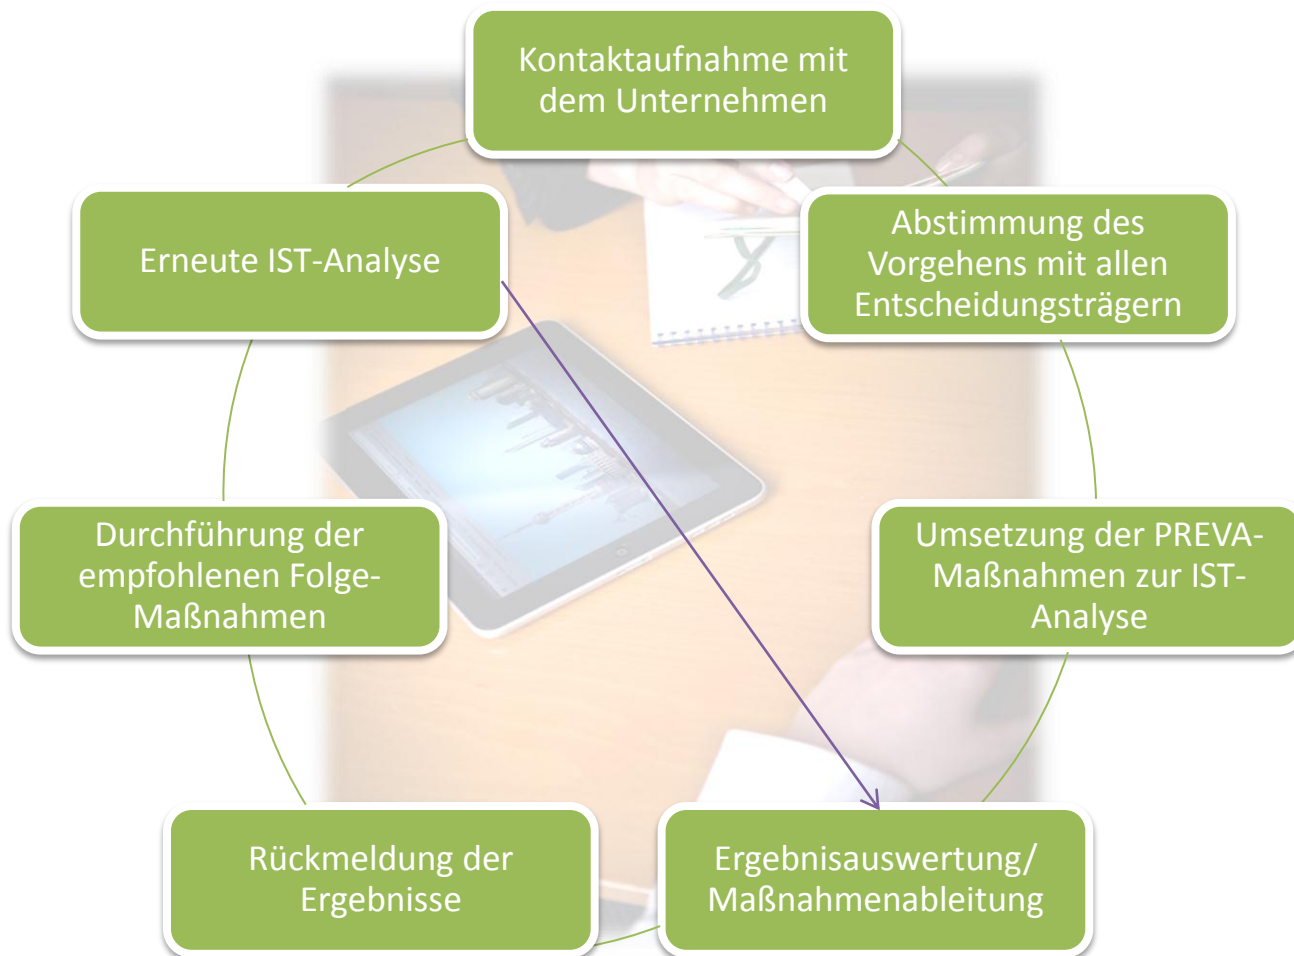 Kontaktaufnahme mit
dem Unternehmen
Abstimmung des
Vorgehens mit allen
Entscheidungsträgern
Umsetzung der PREVA-
Maßnahmen zur IST-
Analyse
Ergebnisauswertung/
Maßnahmenableitung
Rückmeldung der
Ergebnisse
Durchführung der
empfohlenen Folge-
Maßnahmen
Erneute IST-Analyse